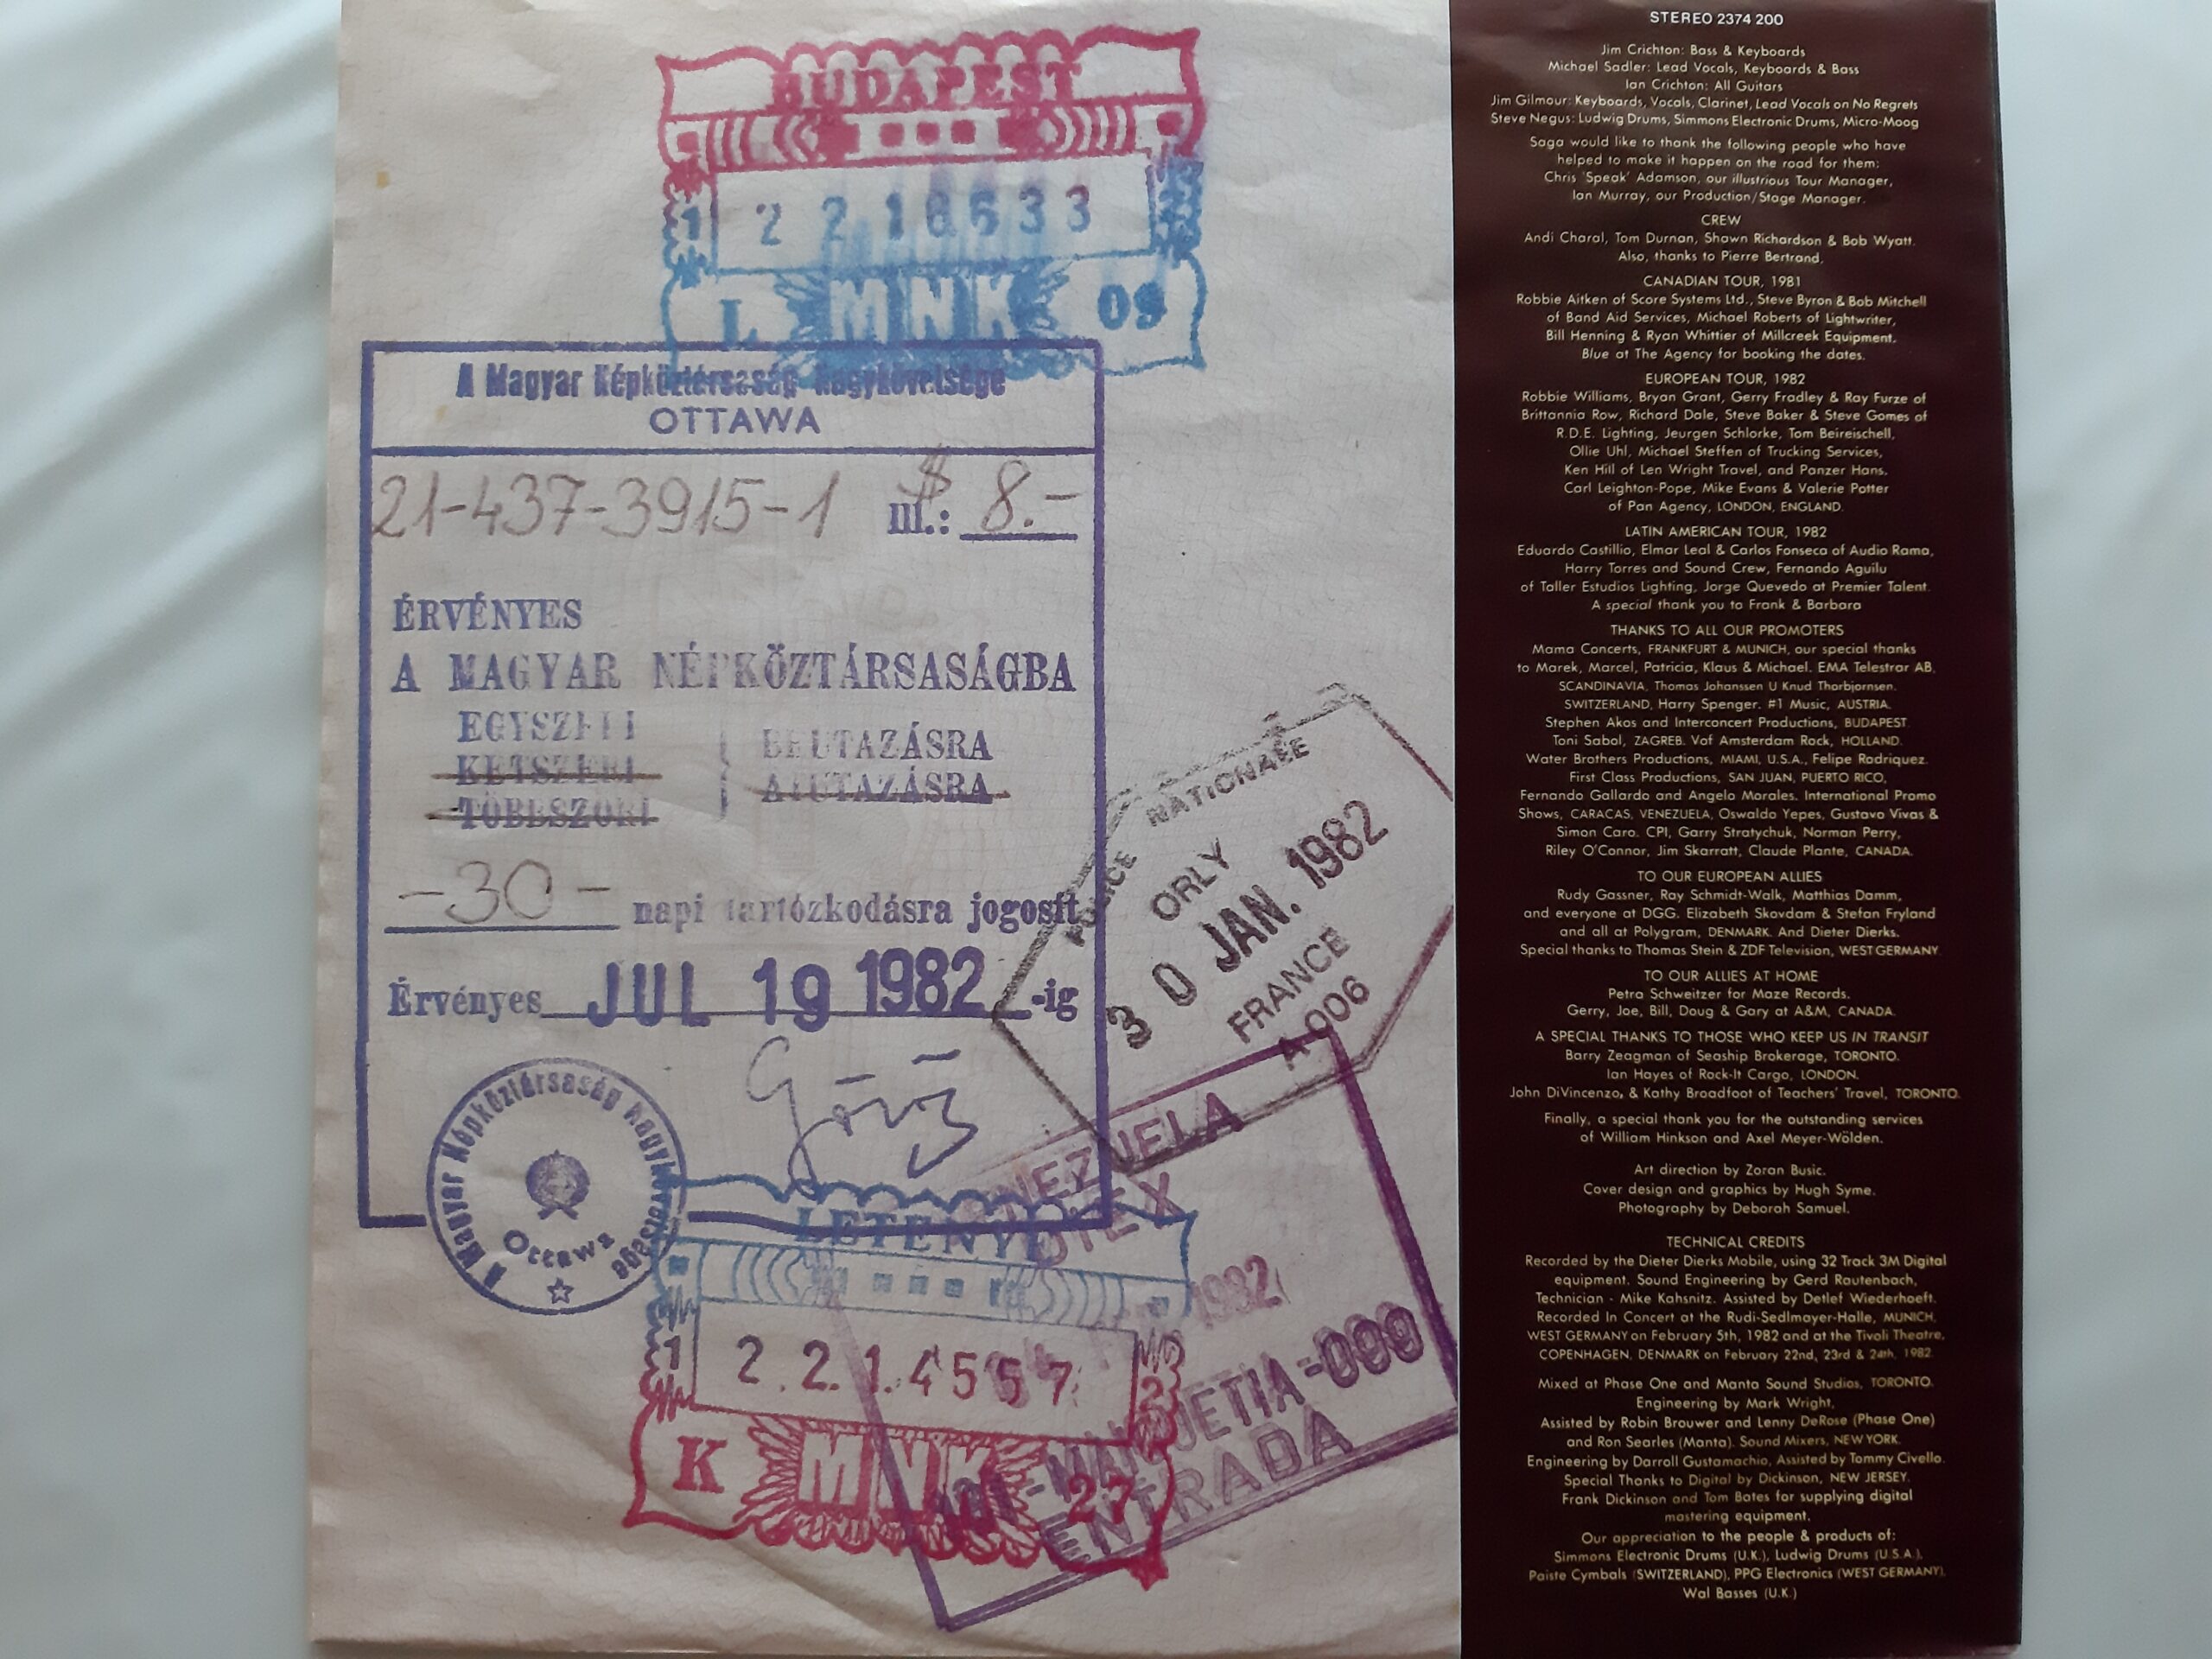 BUDAPEST
1 2 2 1 6 6 3 3
L MNK 09
A Magyar Népköztársaság Nagykövetsége
OTTAWA
21-437-3915-1 ill.: $ 8.-
ÉRVÉNYES
A MAGYAR NÉPKÖZTÁRSASÁGBA
EGYSZERI
KÉTSZERI
TÖBBSZÖRI
BEUTAZÁSRA
ÁTUTAZÁSRA
-30- napi tartózkodásra jogosít
Érvényes JUL 19 1982 -ig
A Magyar Népköztársaság Nagykövetsége
Ottawa
POLICE NATIONALE
ORLY
30 JAN. 1982
FRANCE
A 006
VENEZUELA
DIEX
1982
MAIQUETIA-009
ENTRADA
LETENYE
1 2.2.1.4557
K MNK 27
STEREO 2374 200
Jim Crichton: Bass & Keyboards
Michael Sadler: Lead Vocals, Keyboards & Bass
Ian Crichton: All Guitars
Jim Gilmour: Keyboards, Vocals, Clarinet, Lead Vocals on No Regrets
Steve Negus: Ludwig Drums, Simmons Electronic Drums, Micro-Moog
Saga would like to thank the following people who have
helped to make it happen on the road for them:
Chris 'Speak' Adamson, our illustrious Tour Manager,
Ian Murray, our Production/Stage Manager.
CREW
Andi Charal, Tom Durnan, Shawn Richardson & Bob Wyatt.
Also, thanks to Pierre Bertrand.
CANADIAN TOUR, 1981
Robbie Aitken of Score Systems Ltd., Steve Byron & Bob Mitchell
of Band Aid Services, Michael Roberts of Lightwriter,
Bill Henning & Ryan Whittier of Millcreek Equipment.
Blue at The Agency for booking the dates.
EUROPEAN TOUR, 1982
Robbie Williams, Bryan Grant, Gerry Fradley & Ray Furze of
Brittannia Row, Richard Dale, Steve Baker & Steve Gomes of
R.D.E. Lighting, Jeurgen Schlorke, Tom Beireischell,
Ollie Uhl, Michael Steffen of Trucking Services,
Ken Hill of Len Wright Travel, and Panzer Hans.
Carl Leighton-Pope, Mike Evans & Valerie Potter
of Pan Agency, LONDON, ENGLAND.
LATIN AMERICAN TOUR, 1982
Eduardo Castillio, Elmar Leal & Carlos Fonseca of Audio Rama,
Harry Torres and Sound Crew, Fernando Aguilu
of Taller Estudios Lighting, Jorge Quevedo at Premier Talent.
A special thank you to Frank & Barbara
THANKS TO ALL OUR PROMOTERS
Mama Concerts, FRANKFURT & MUNICH, our special thanks
to Marek, Marcel, Patricia, Klaus & Michael. EMA Telestrar AB,
SCANDINAVIA, Thomas Johanssen U Knud Thorbjornsen.
SWITZERLAND, Harry Spenger. #1 Music, AUSTRIA.
Stephen Akos and Interconcert Productions, BUDAPEST.
Toni Sabol, ZAGREB. Vof Amsterdam Rock, HOLLAND.
Water Brothers Productions, MIAMI, U.S.A., Felipe Rodriquez.
First Class Productions, SAN JUAN, PUERTO RICO,
Fernando Gallardo and Angelo Morales. International Promo
Shows, CARACAS, VENEZUELA, Oswaldo Yepes, Gustavo Vivas &
Simon Caro. CPI, Garry Stratychuk, Norman Perry,
Riley O'Connor, Jim Skarratt, Claude Plante, CANADA.
TO OUR EUROPEAN ALLIES
Rudy Gassner, Ray Schmidt-Walk, Matthias Damm,
and everyone at DGG. Elizabeth Skovdam & Stefan Fryland
and all at Polygram, DENMARK. And Dieter Dierks.
Special thanks to Thomas Stein & ZDF Television, WEST GERMANY
TO OUR ALLIES AT HOME
Petra Schweitzer for Maze Records.
Gerry, Joe, Bill, Doug & Gary at A&M, CANADA.
A SPECIAL THANKS TO THOSE WHO KEEP US IN TRANSIT
Barry Zeagman of Seaship Brokerage, TORONTO.
Ian Hayes of Rock-It Cargo, LONDON.
John DiVincenzo, & Kathy Broadfoot of Teachers' Travel, TORONTO.
Finally, a special thank you for the outstanding services
of William Hinkson and Axel Meyer-Wölden.
Art direction by Zoran Busic.
Cover design and graphics by Hugh Syme.
Photography by Deborah Samuel.
TECHNICAL CREDITS
Recorded by the Dieter Dierks Mobile, using 32 Track 3M Digital
equipment. Sound Engineering by Gerd Rautenbach,
Technician - Mike Kahsnitz. Assisted by Detlef Wiederhoeft.
Recorded In Concert at the Rudi-Sedlmayer-Halle, MUNICH,
WEST GERMANY on February 5th, 1982 and at the Tivoli Theatre,
COPENHAGEN, DENMARK on February 22nd, 23rd & 24th, 1982.
Mixed at Phase One and Manta Sound Studios, TORONTO.
Engineering by Mark Wright,
Assisted by Robin Brouwer and Lenny DeRose (Phase One)
and Ron Searles (Manta). Sound Mixers, NEW YORK.
Engineering by Darroll Gustamachio, Assisted by Tommy Civello.
Special Thanks to Digital by Dickinson, NEW JERSEY.
Frank Dickinson and Tom Bates for supplying digital
mastering equipment.
Our appreciation to the people & products of:
Simmons Electronic Drums (U.K.), Ludwig Drums (U.S.A.),
Paiste Cymbals (SWITZERLAND), PPG Electronics (WEST GERMANY),
Wal Basses (U.K.)